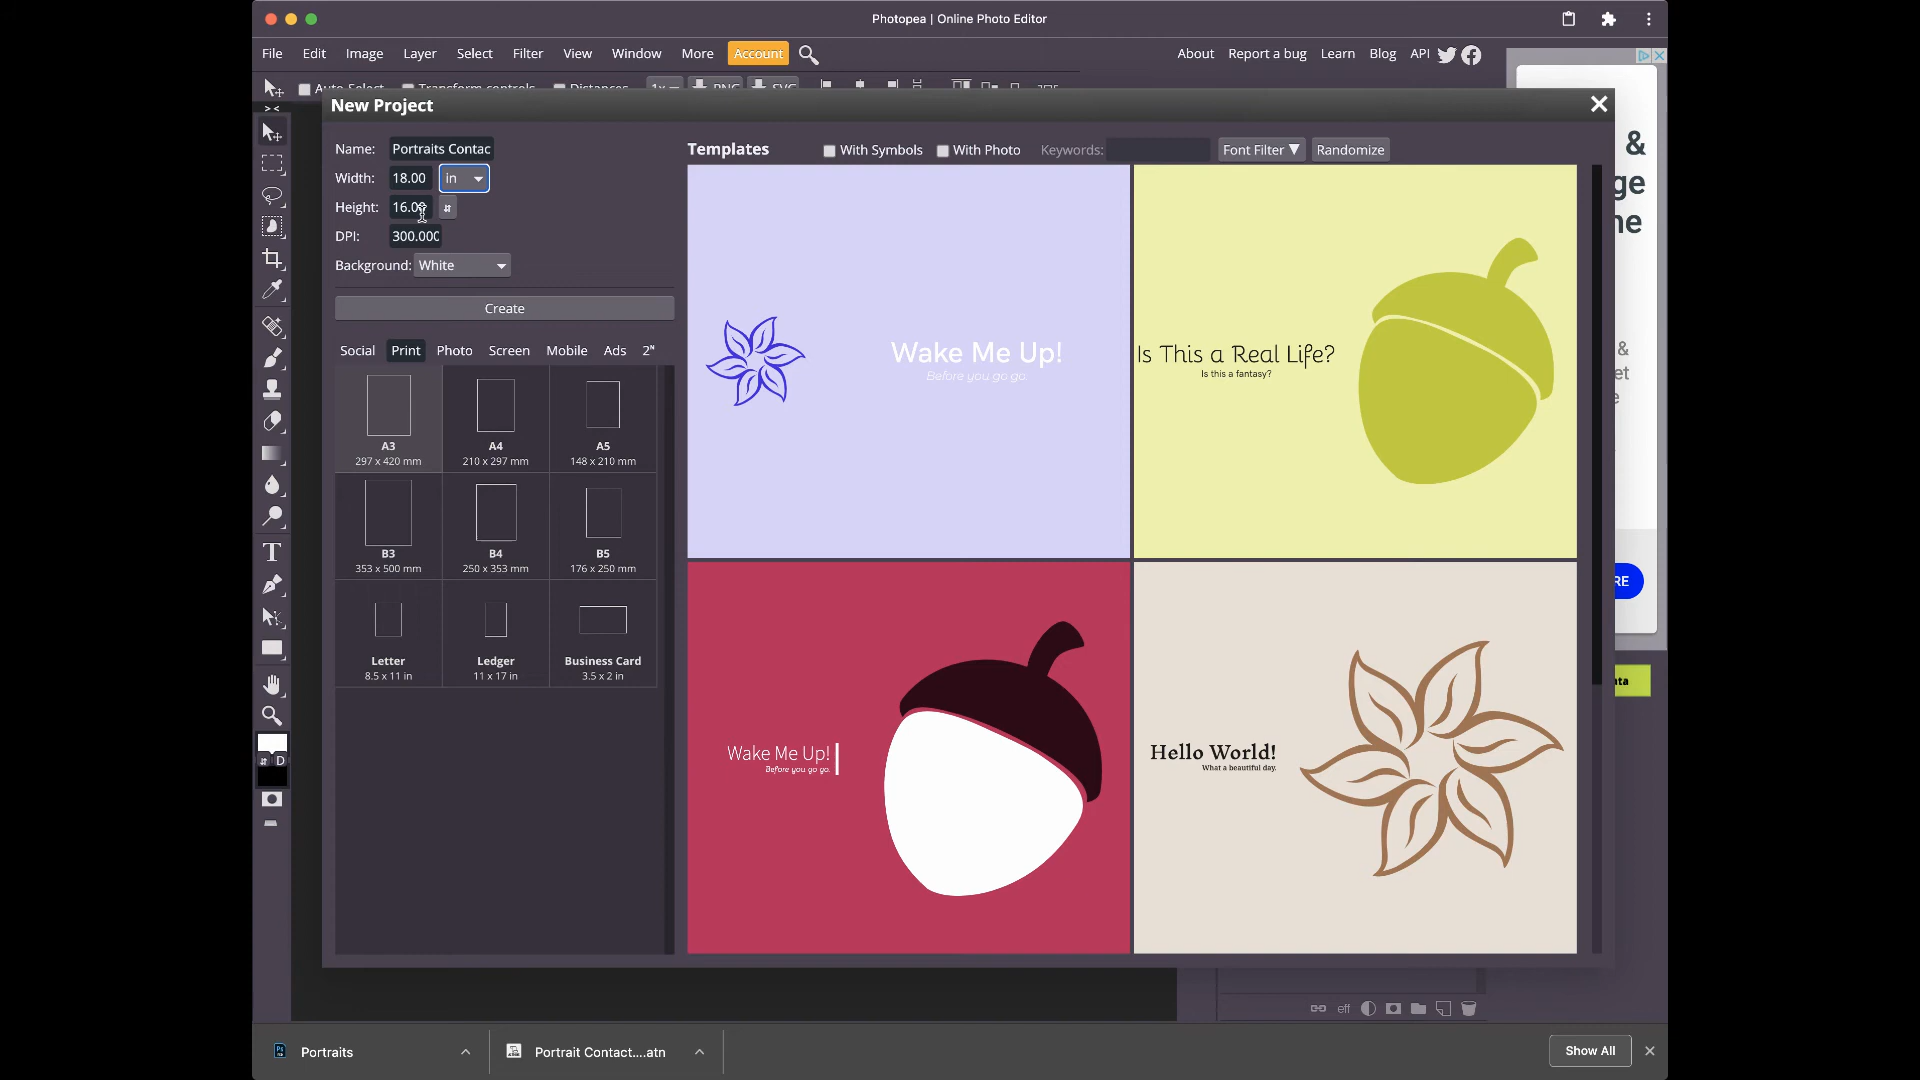 Photopea | Online Photo Editor
File Edit Image Layer Select Filter View Window More Account About Report a bug Learn Blog API
New Project
Name: Portraits Contac
Width: 18.00 in
Height: 16.00
DPI: 300.000
Background: White
Create
Social Print Photo Screen Mobile Ads 2ᴺ
A3 A4 A5
297 x 420 mm 210 x 297 mm 148 x 210 mm
B3 B4 B5
353 x 500 mm 250 x 353 mm 176 x 250 mm
Letter Ledger Business Card
8.5 x 11 in 11 x 17 in 3.5 x 2 in
Templates With Symbols With Photo Keywords: Font Filter ▼ Randomize
Wake Me Up!
Before you go go.
Is This a Real Life?
Is this a fantasy?
Wake Me Up!
Before you go go.
Hello World!
What a beautiful day.
D
eff
Portraits Portrait Contact....atn Show All